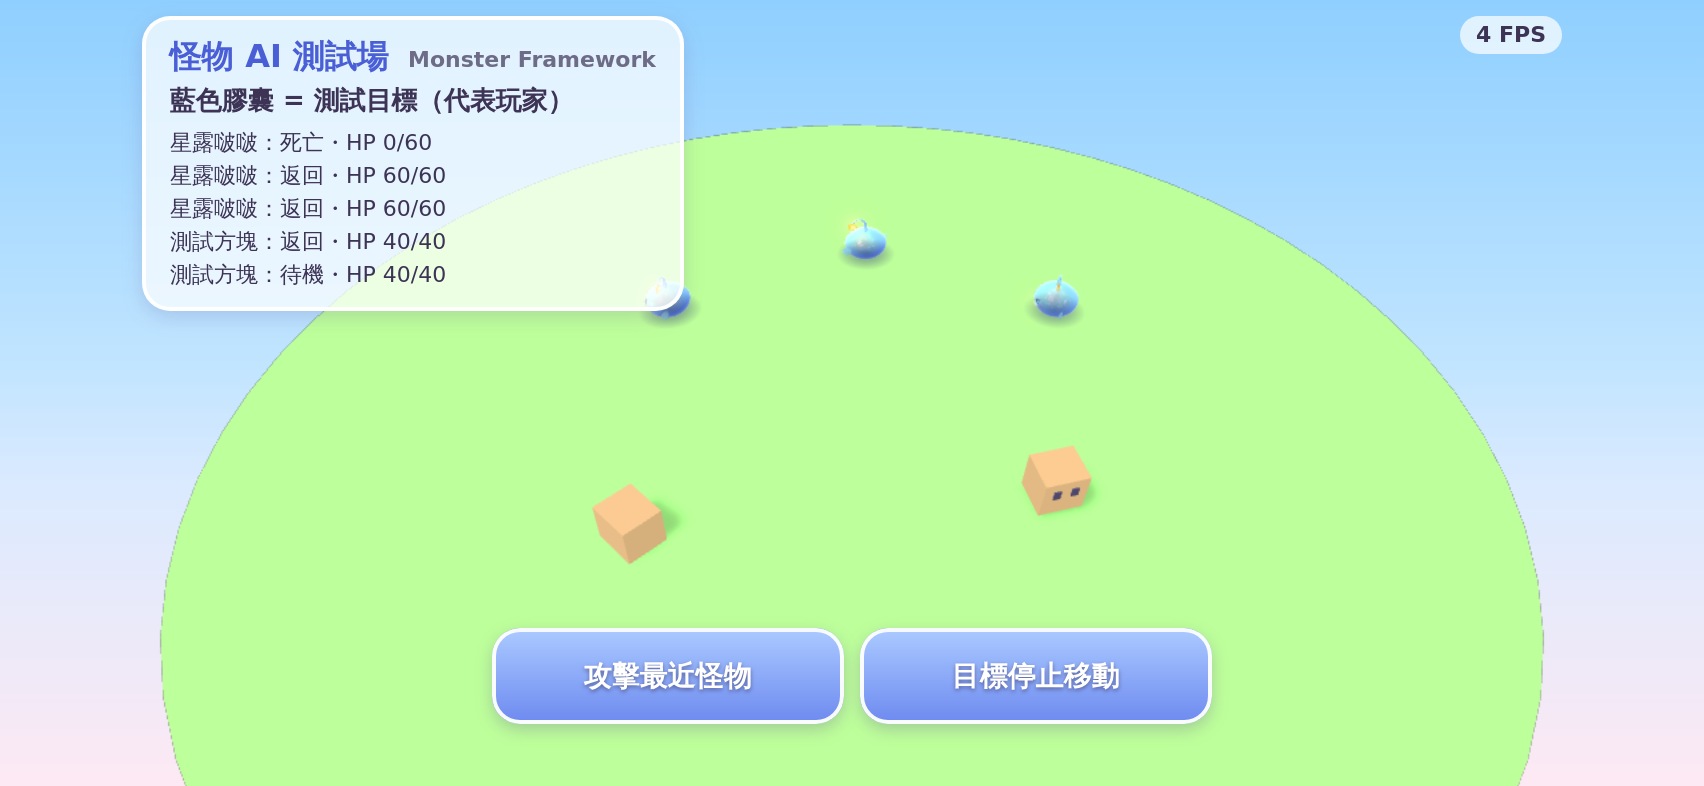 怪物 AI 測試場 Monster Framework
藍色膠囊 = 測試目標（代表玩家）
星露啵啵：死亡・HP 0/60
星露啵啵：返回・HP 60/60
星露啵啵：返回・HP 60/60
測試方塊：返回・HP 40/40
測試方塊：待機・HP 40/40
4 FPS
攻擊最近怪物
目標停止移動